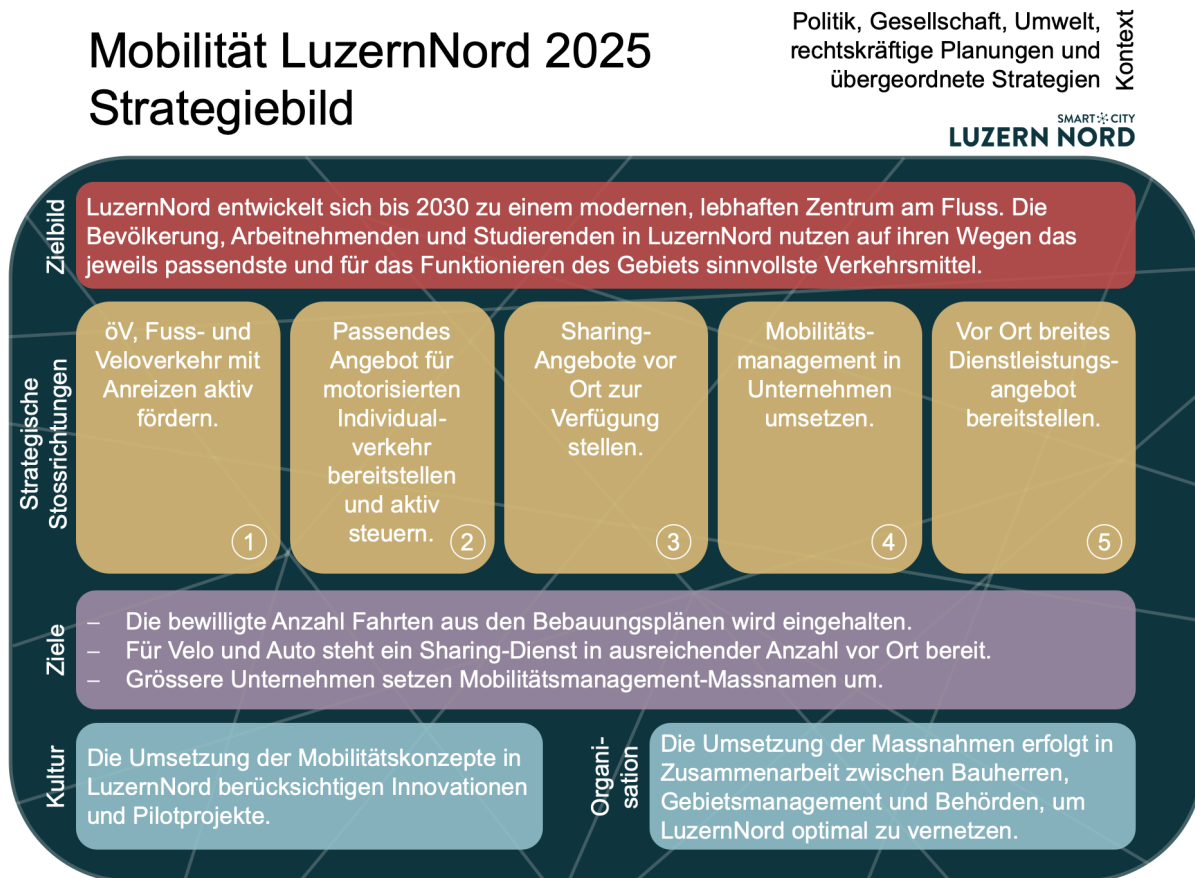 Mobilität LuzernNord 2025
Strategiebild
Politik, Gesellschaft, Umwelt,
rechtskräftige Planungen und
übergeordnete Strategien
Kontext
SMART CITY
LUZERN NORD
Zielbild
LuzernNord entwickelt sich bis 2030 zu einem modernen, lebhaften Zentrum am Fluss. Die
Bevölkerung, Arbeitnehmenden und Studierenden in LuzernNord nutzen auf ihren Wegen das
jeweils passendste und für das Funktionieren des Gebiets sinnvollste Verkehrsmittel.
Strategische
Stossrichtungen
öV, Fuss- und
Veloverkehr mit
Anreizen aktiv
fördern.
1
Passendes
Angebot für
motorisierten
Individual-
verkehr
bereitstellen
und aktiv
steuern.
2
Sharing-
Angebote vor
Ort zur
Verfügung
stellen.
3
Mobilitäts-
management in
Unternehmen
umsetzen.
4
Vor Ort breites
Dienstleistungs-
angebot
bereitstellen.
5
Ziele
– Die bewilligte Anzahl Fahrten aus den Bebauungsplänen wird eingehalten.
– Für Velo und Auto steht ein Sharing-Dienst in ausreichender Anzahl vor Ort bereit.
– Grössere Unternehmen setzen Mobilitätsmanagement-Massnamen um.
Kultur
Die Umsetzung der Mobilitätskonzepte in
LuzernNord berücksichtigen Innovationen
und Pilotprojekte.
Organi-
sation
Die Umsetzung der Massnahmen erfolgt in
Zusammenarbeit zwischen Bauherren,
Gebietsmanagement und Behörden, um
LuzernNord optimal zu vernetzen.